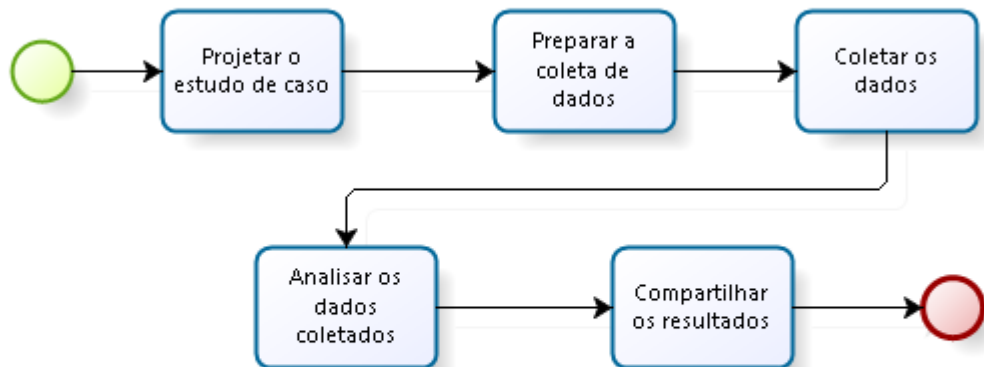 Projetar o
estudo de caso
Preparar a
coleta de
dados
Coletar os
dados
Analisar os
dados
coletados
Compartilhar
os resultados